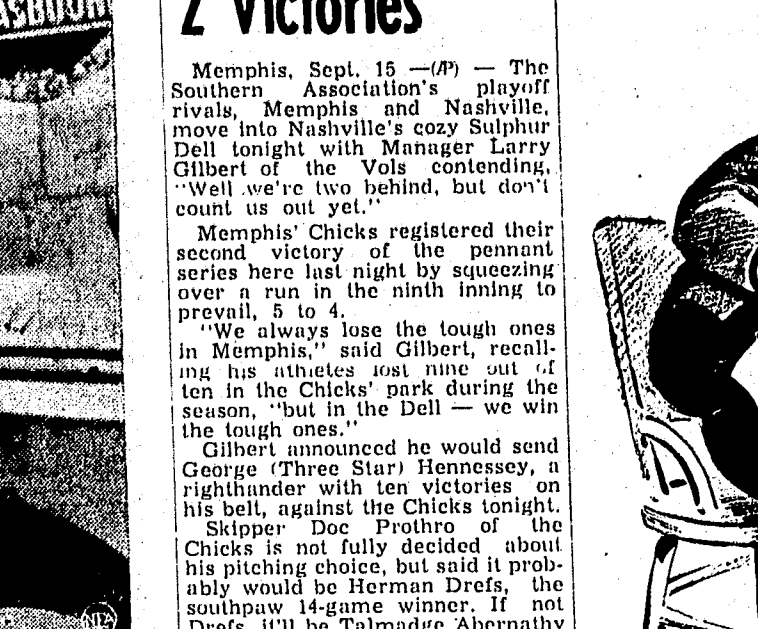 2 Victories
Memphis, Sept. 15 —(AP) — The
Southern Association's playoff
rivals, Memphis and Nashville,
move into Nashville's cozy Sulphur
Dell tonight with Manager Larry
Gilbert of the Vols contending,
"Well we're two behind, but don't
count us out yet."
Memphis' Chicks registered their
second victory of the pennant
series here last night by squeezing
over a run in the ninth inning to
prevail, 5 to 4.
"We always lose the tough ones
in Memphis," said Gilbert, recall-
ing his athletes lost nine out of
ten in the Chicks' park during the
season, "but in the Dell — we win
the tough ones."
Gilbert announced he would send
George (Three Star) Hennessey, a
righthander with ten victories on
his belt, against the Chicks tonight.
Skipper Doc Prothro of the
Chicks is not fully decided about
his pitching choice, but said it prob-
ably would be Herman Drefs, the
southpaw 14-game winner. If not
Drefs, it'll be Talmadge Abernathy
NEA